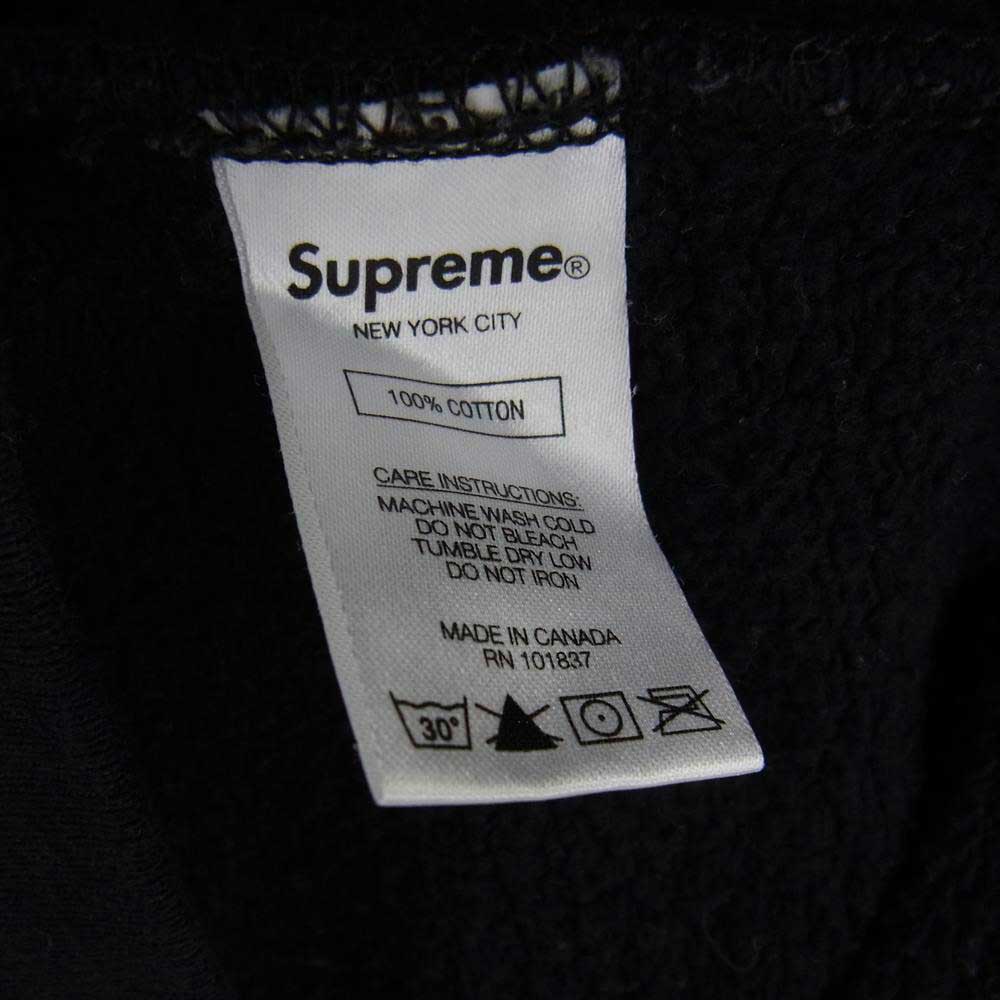 Supreme®
NEW YORK CITY
100% COTTON
CARE INSTRUCTIONS:
MACHINE WASH COLD
DO NOT BLEACH
TUMBLE DRY LOW
DO NOT IRON
MADE IN CANADA
RN 101837
30°